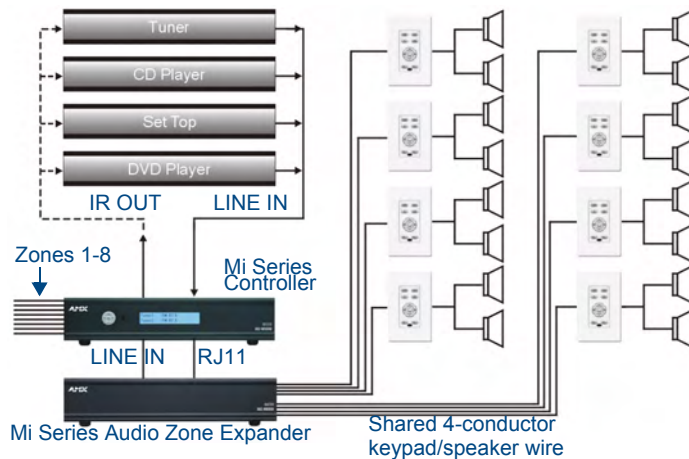 Tuner
CD Player
Set Top
DVD Player
IR OUT
LINE IN
Zones 1-8
Mi Series
Controller
AMX
LINE IN
RJ11
AMX
Mi Series Audio Zone Expander
Shared 4-conductor
keypad/speaker wire